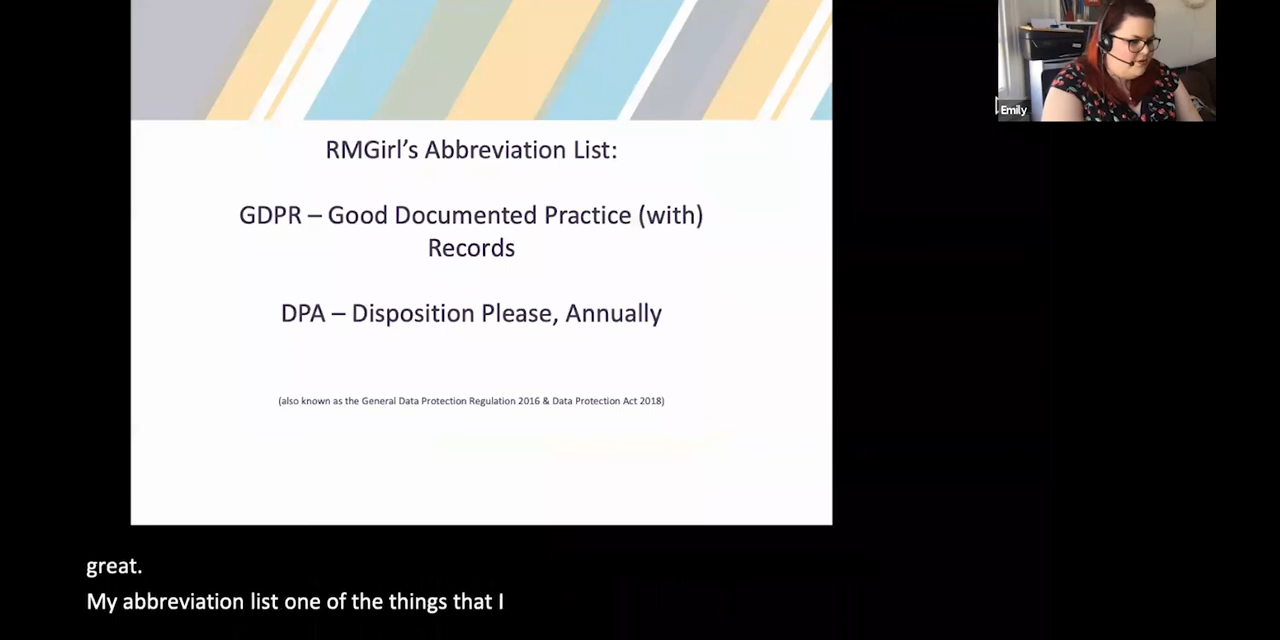 RMGirl’s Abbreviation List:
GDPR – Good Documented Practice (with)
Records
DPA – Disposition Please, Annually
(also known as the General Data Protection Regulation 2016 & Data Protection Act 2018)
Emily
great.
My abbreviation list one of the things that I